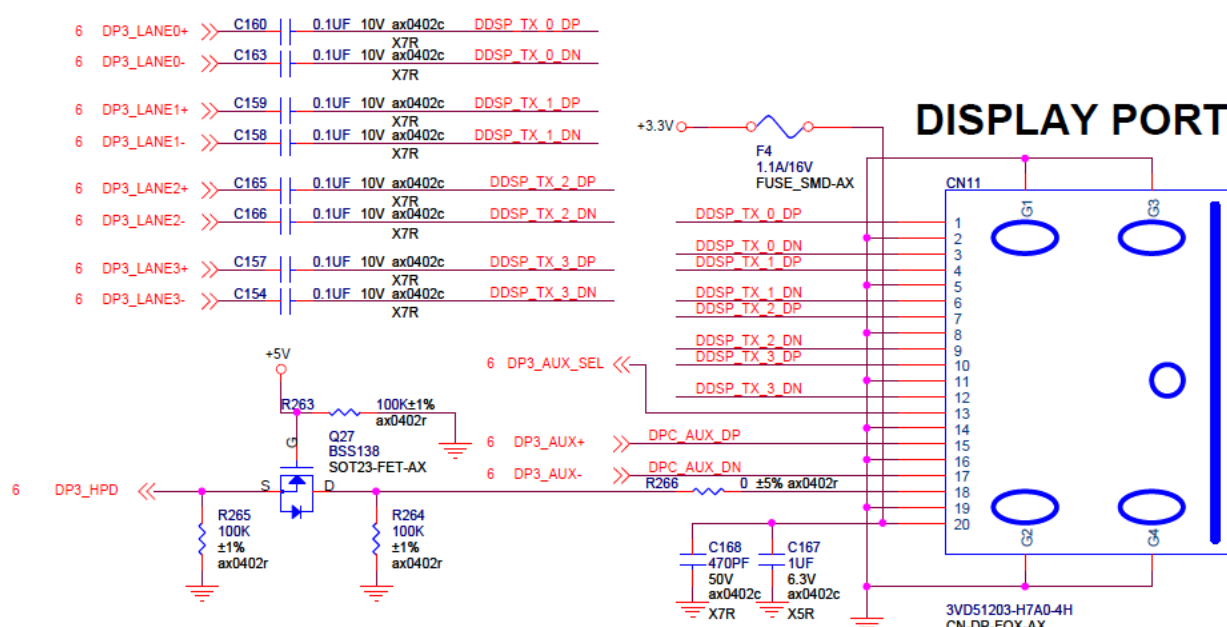 6 DP3_LANE0+ C160 0.1UF 10V ax0402c DDSP_TX_0_DP
X7R
6 DP3_LANE0- C163 0.1UF 10V ax0402c DDSP_TX_0_DN
X7R
6 DP3_LANE1+ C159 0.1UF 10V ax0402c DDSP_TX_1_DP
X7R
6 DP3_LANE1- C158 0.1UF 10V ax0402c DDSP_TX_1_DN
X7R
6 DP3_LANE2+ C165 0.1UF 10V ax0402c DDSP_TX_2_DP
X7R
6 DP3_LANE2- C166 0.1UF 10V ax0402c DDSP_TX_2_DN
X7R
6 DP3_LANE3+ C157 0.1UF 10V ax0402c DDSP_TX_3_DP
X7R
6 DP3_LANE3- C154 0.1UF 10V ax0402c DDSP_TX_3_DN
X7R
DISPLAY PORT
+3.3V
F4
1.1A/16V
FUSE_SMD-AX
CN11
G1
G3
DDSP_TX_0_DP 1
2
DDSP_TX_0_DN 3
DDSP_TX_1_DP 4
5
DDSP_TX_1_DN 6
DDSP_TX_2_DP 7
8
DDSP_TX_2_DN 9
DDSP_TX_3_DP 10
11
DDSP_TX_3_DN 12
13
14
15
16
17
18
19
20
G2
G4
6 DP3_AUX_SEL
6 DP3_AUX+ DPC_AUX_DP
6 DP3_AUX- DPC_AUX_DN
R266 0 ±5% ax0402r
+5V
R263 100K±1%
ax0402r
G
Q27
BSS138
SOT23-FET-AX
6 DP3_HPD S D
R265
100K
±1%
ax0402r
R264
100K
±1%
ax0402r
C168
470PF
50V
ax0402c
X7R
C167
1UF
6.3V
ax0402c
X5R
3VD51203-H7A0-4H
CN-DP-FOX-AX